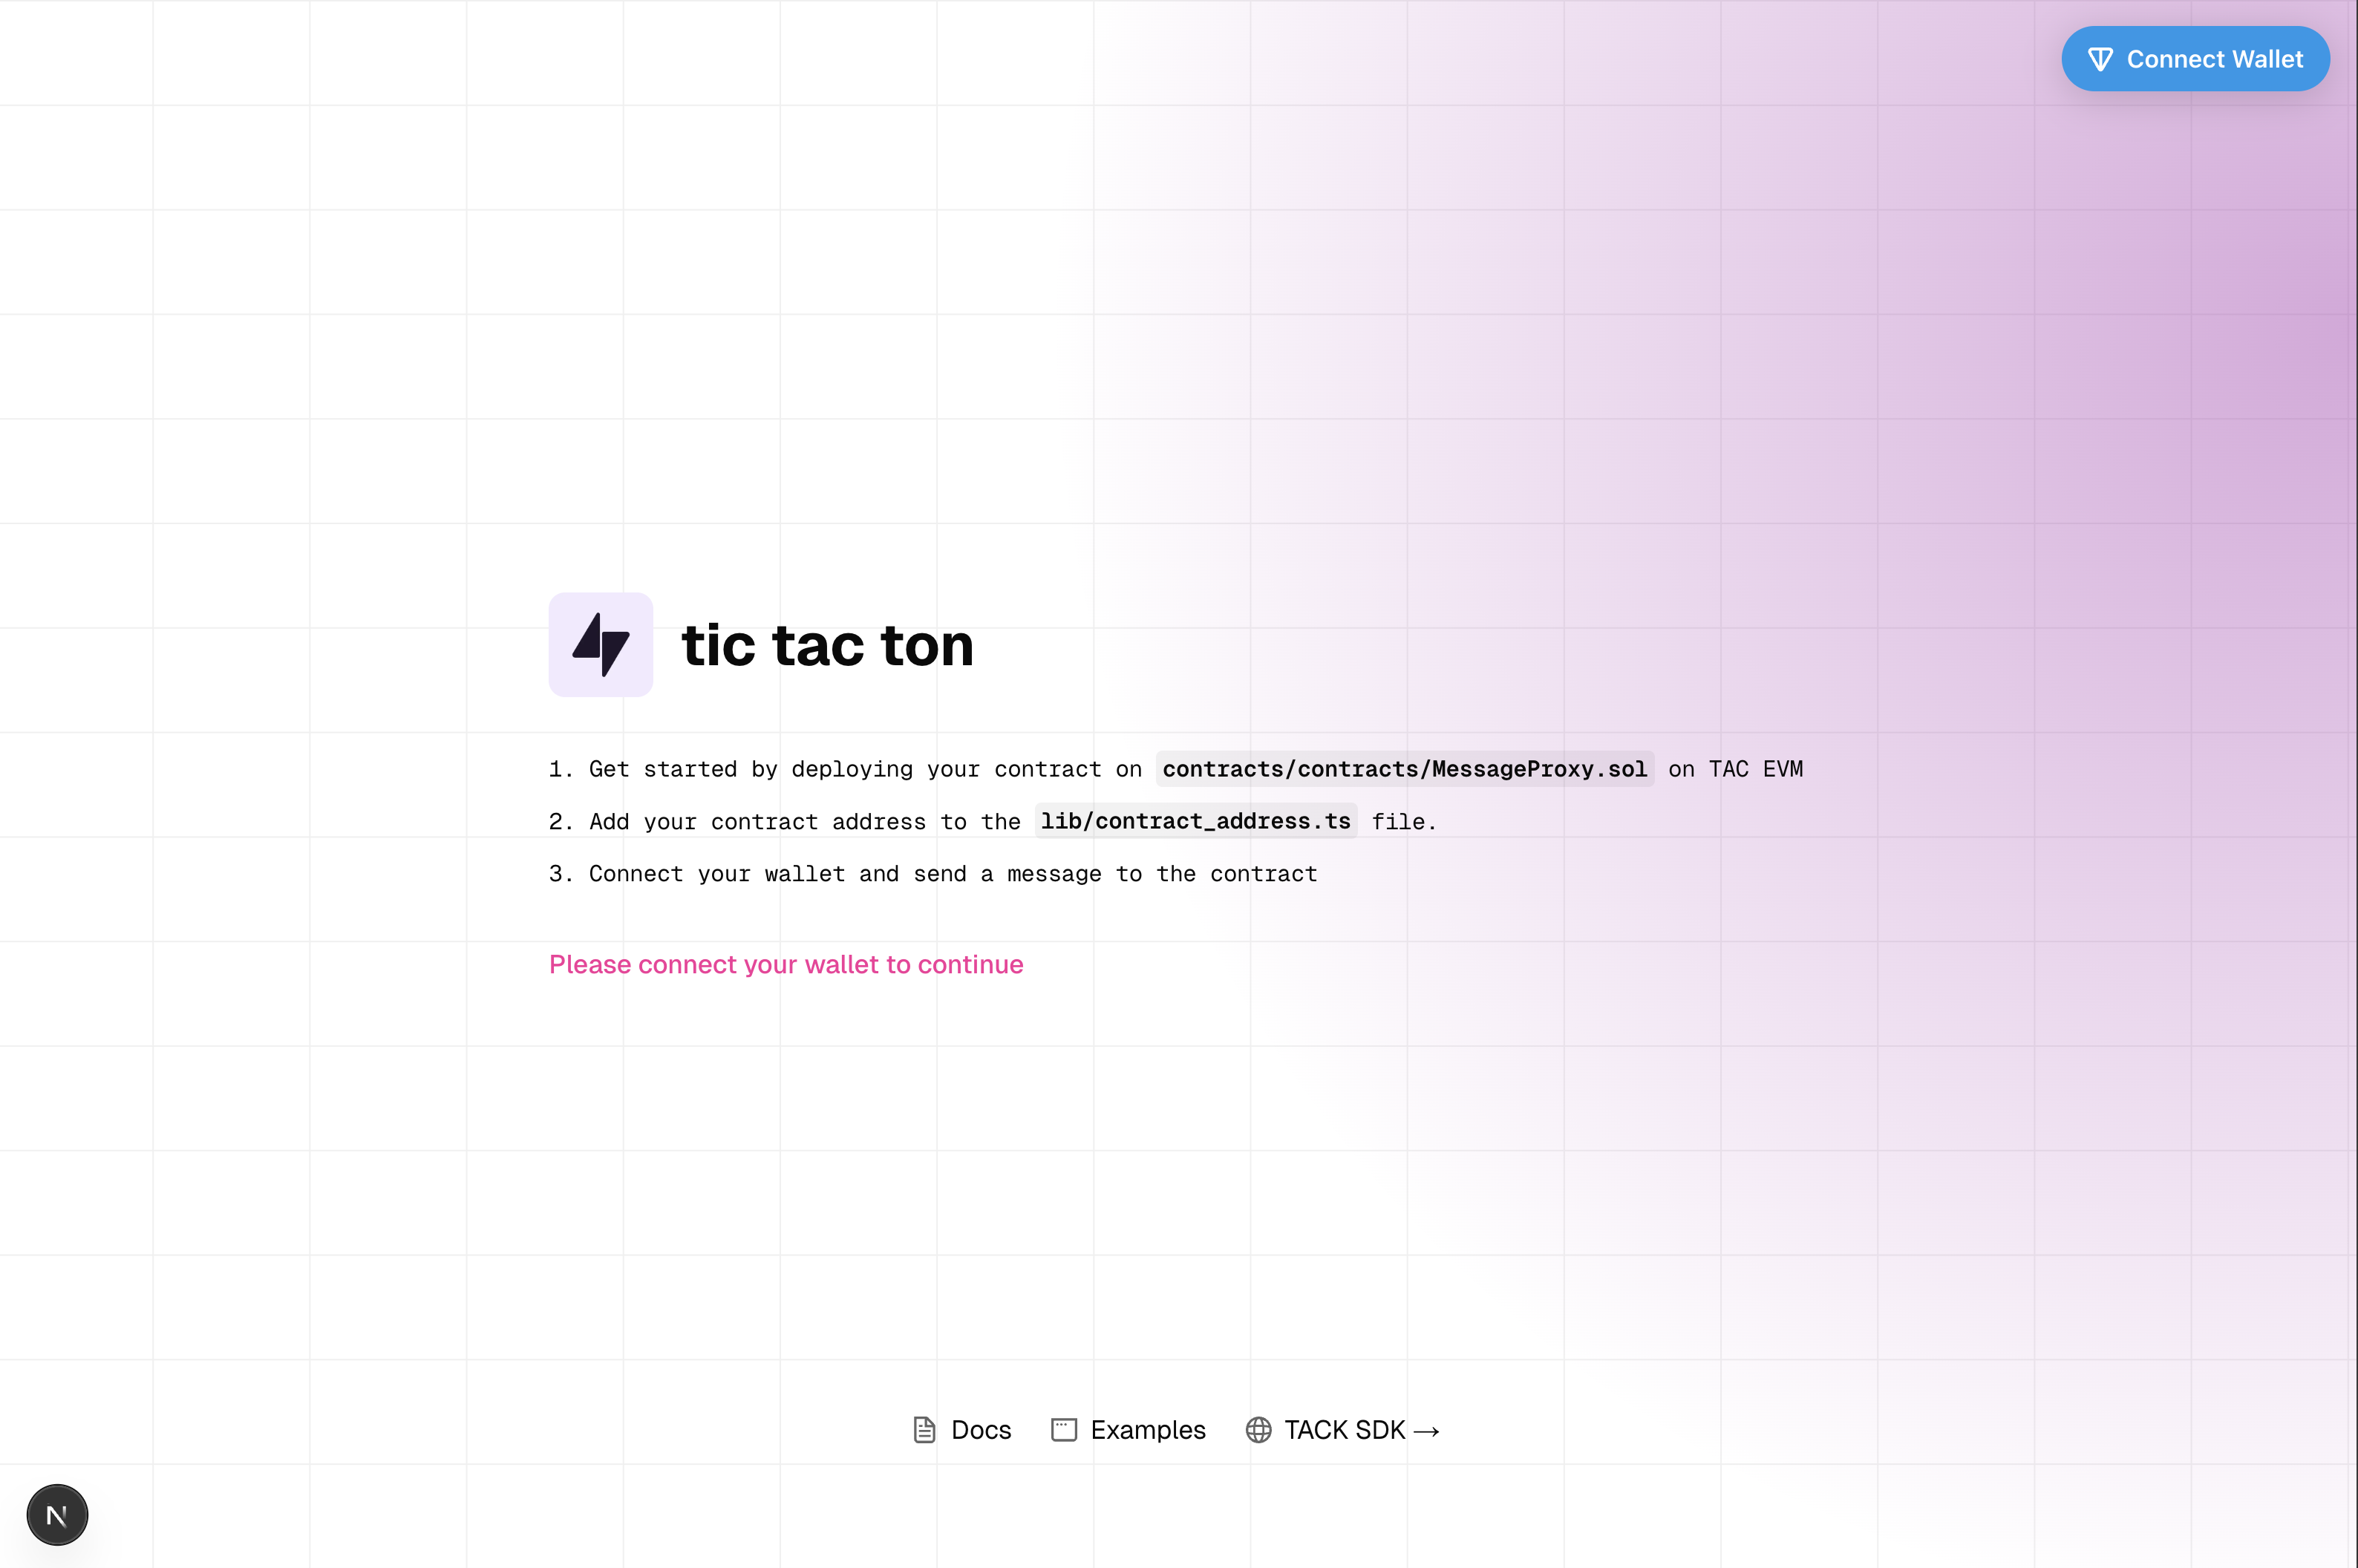 Connect Wallet
tic tac ton
1. Get started by deploying your contract on contracts/contracts/MessageProxy.sol on TAC EVM
2. Add your contract address to the lib/contract_address.ts file.
3. Connect your wallet and send a message to the contract
Please connect your wallet to continue
Docs Examples TACK SDK →
N